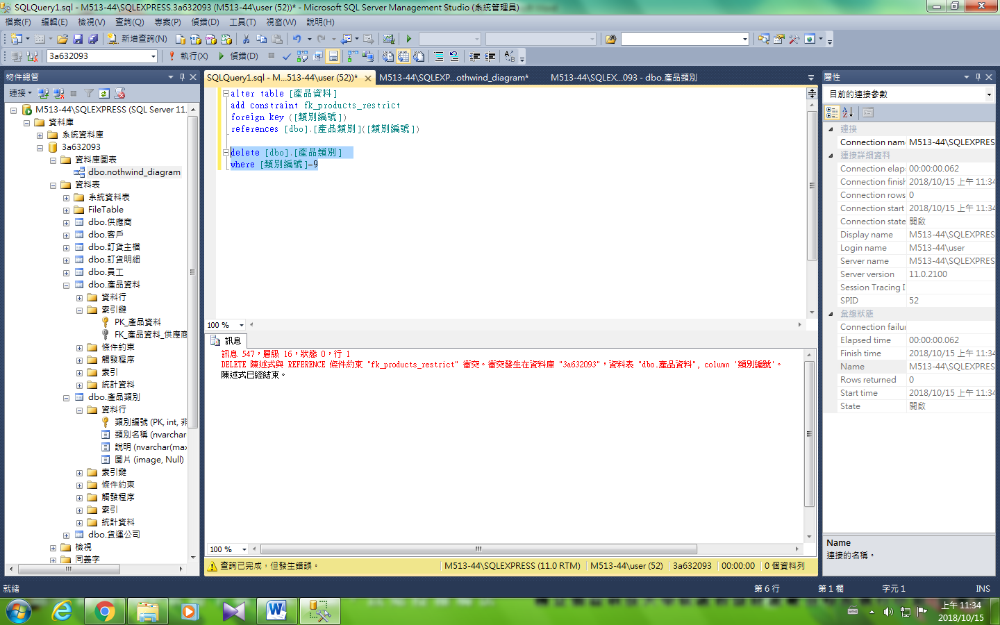 SQLQuery1.sql - M513-44\SQLEXPRESS.3a632093 (M513-44\user (52))* - Microsoft SQL Server Management Studio (系統管理員)
檔案(F) 編輯(E) 檢視(V) 查詢(Q) 專案(P) 偵錯(D) 工具(T) 視窗(W) 說明(H)
新增查詢(N)
3a632093 執行(X) 偵錯(D)
物件總管
連接
M513-44\SQLEXPRESS (SQL Server 11.
資料庫
系統資料庫
3a632093
資料庫圖表
dbo.nothwind_diagram
資料表
系統資料表
FileTable
dbo.供應商
dbo.客戶
dbo.訂貨主檔
dbo.訂貨明細
dbo.員工
dbo.產品資料
資料行
索引鍵
PK_產品資料
FK_產品資料_供應商
條件約束
觸發程序
索引
統計資料
dbo.產品類別
資料行
類別編號 (PK, int, 非
類別名稱 (nvarchar
說明 (nvarchar(max
圖片 (image, Null)
索引鍵
條件約束
觸發程序
索引
統計資料
dbo.貨運公司
檢視
同義字
SQLQuery1.sql - M...513-44\user (52))* M513-44\SQLEXP...othwind_diagram* M513-44\SQLEX...093 - dbo.產品類別
alter table [產品資料]
add constraint fk_products_restrict
foreign key ([類別編號])
references [dbo].[產品類別]([類別編號])
delete [dbo].[產品類別]
where [類別編號]=9
100 %
訊息
訊息 547，層級 16，狀態 0，行 1
DELETE 陳述式與 REFERENCE 條件約束 "fk_products_restrict" 衝突。衝突發生在資料庫 "3a632093"，資料表 "dbo.產品資料", column '類別編號'。
陳述式已經結束。
100 %
查詢已完成，但發生錯誤。 M513-44\SQLEXPRESS (11.0 RTM) M513-44\user (52) 3a632093 00:00:00 0 個資料列
屬性
目前的連接參數
連接
Connection name M513-44\SQLEXPRES
連接詳細資料
Connection elap 00:00:00.062
Connection finish 2018/10/15 上午 11:34
Connection rows 0
Connection start 2018/10/15 上午 11:34
Connection state 開啟
Display name M513-44\SQLEXPRES
Login name M513-44\user
Server name M513-44\SQLEXPRES
Server version 11.0.2100
Session Tracing I
SPID 52
彙總狀態
Connection failur
Elapsed time 00:00:00.062
Finish time 2018/10/15 上午 11:34
Name M513-44\SQLEXPRES
Rows returned 0
Start time 2018/10/15 上午 11:34
State 開啟
Name
連接的名稱。
就緒 第 6 行 第 1 欄 字元 1 INS
上午 11:34
2018/10/15